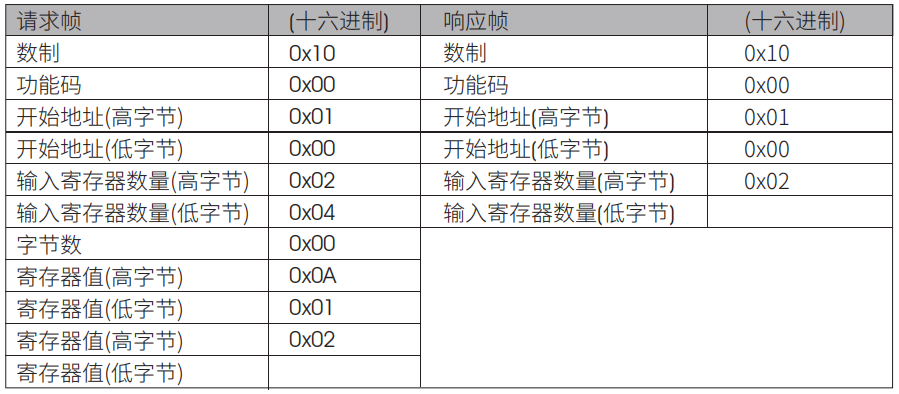 请求帧 (十六进制) 响应帧 (十六进制)
数制 0x10 数制 0x10
功能码 0x00 功能码 0x00
开始地址(高字节) 0x01 开始地址(高字节) 0x01
开始地址(低字节) 0x00 开始地址(低字节) 0x00
输入寄存器数量(高字节) 0x02 输入寄存器数量(高字节) 0x02
输入寄存器数量(低字节) 0x04 输入寄存器数量(低字节)
字节数 0x00
寄存器值(高字节) 0x0A
寄存器值(低字节) 0x01
寄存器值(高字节) 0x02
寄存器值(低字节)